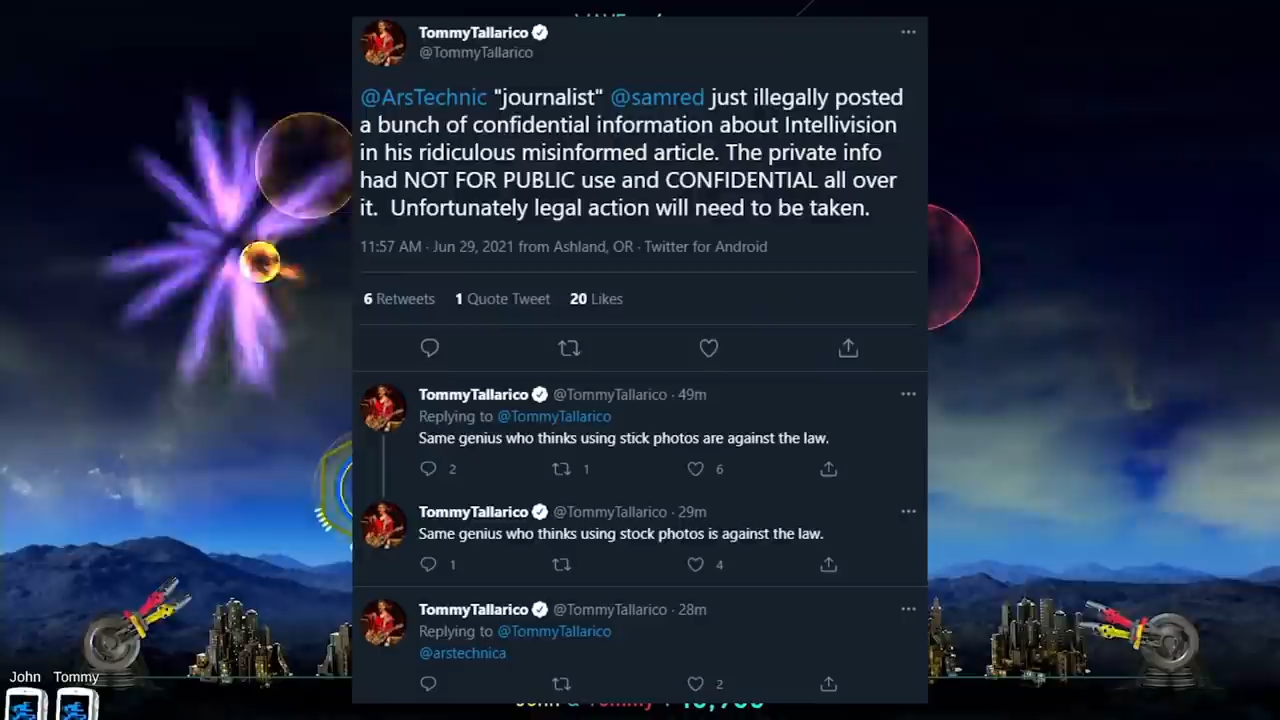 TommyTallarico
@TommyTallarico
@ArsTechnic "journalist" @samred just illegally posted
a bunch of confidential information about Intellivision
in his ridiculous misinformed article. The private info
had NOT FOR PUBLIC use and CONFIDENTIAL all over
it. Unfortunately legal action will need to be taken.
11:57 AM · Jun 29, 2021 from Ashland, OR · Twitter for Android
6 Retweets 1 Quote Tweet 20 Likes
TommyTallarico @TommyTallarico · 49m
Replying to @TommyTallarico
Same genius who thinks using stick photos are against the law.
2 1 6
TommyTallarico @TommyTallarico · 29m
Same genius who thinks using stock photos is against the law.
1 4
TommyTallarico @TommyTallarico · 28m
Replying to @TommyTallarico
@arstechnica
2
John Tommy